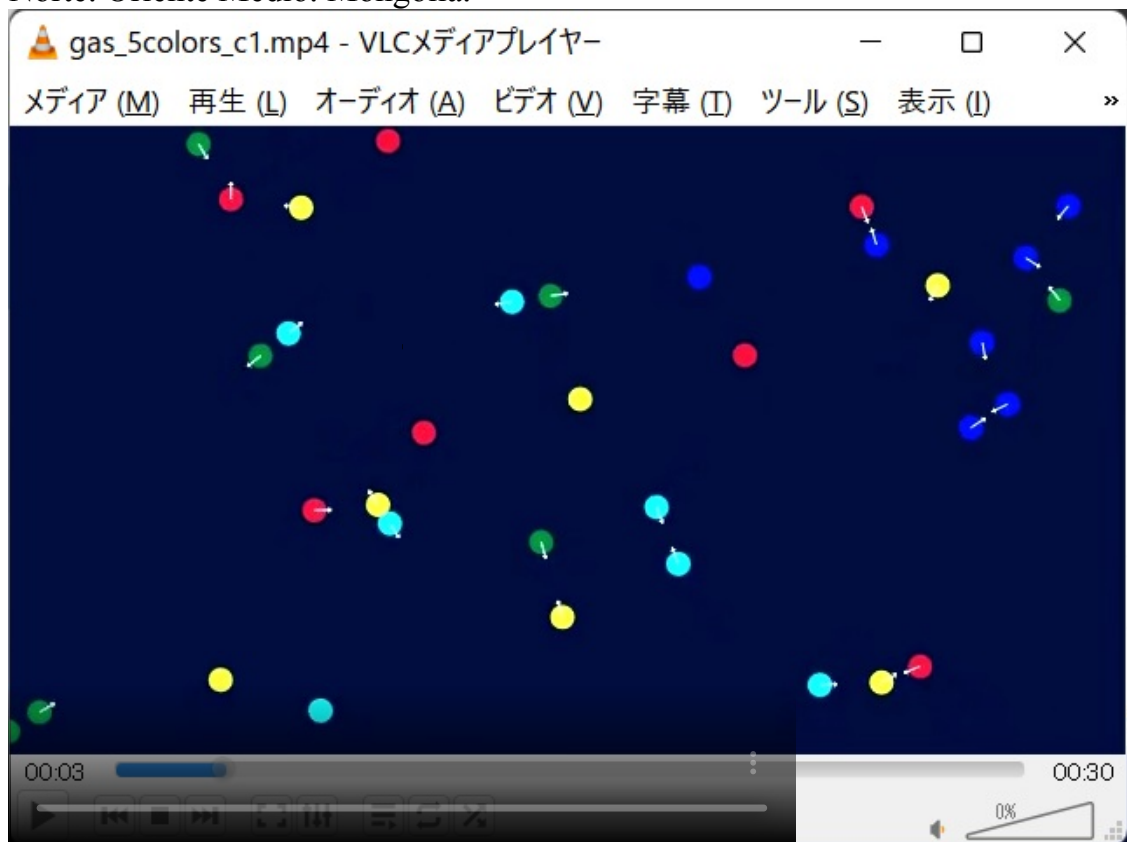 gas_5colors_c1.mp4 - VLCメディアプレイヤー
メディア (M) 再生 (L) オーディオ (A) ビデオ (V) 字幕 (T) ツール (S) 表示 (I) »
00:03 00:30
0%